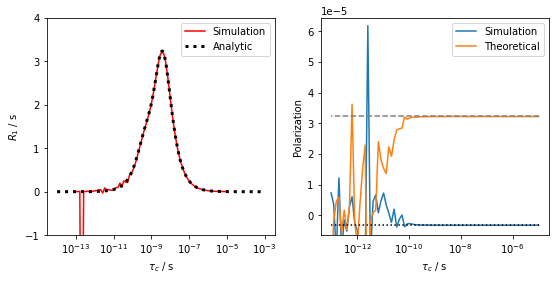 Simulation
Analytic
R₁ / s
4
3
2
1
0
−1
10⁻¹³
10⁻¹¹
10⁻⁹
10⁻⁷
10⁻⁵
10⁻³
τc / s
1e−5
Simulation
Theoretical
Polarization
6
5
4
3
2
1
0
10⁻¹²
10⁻¹⁰
10⁻⁸
10⁻⁶
τc / s